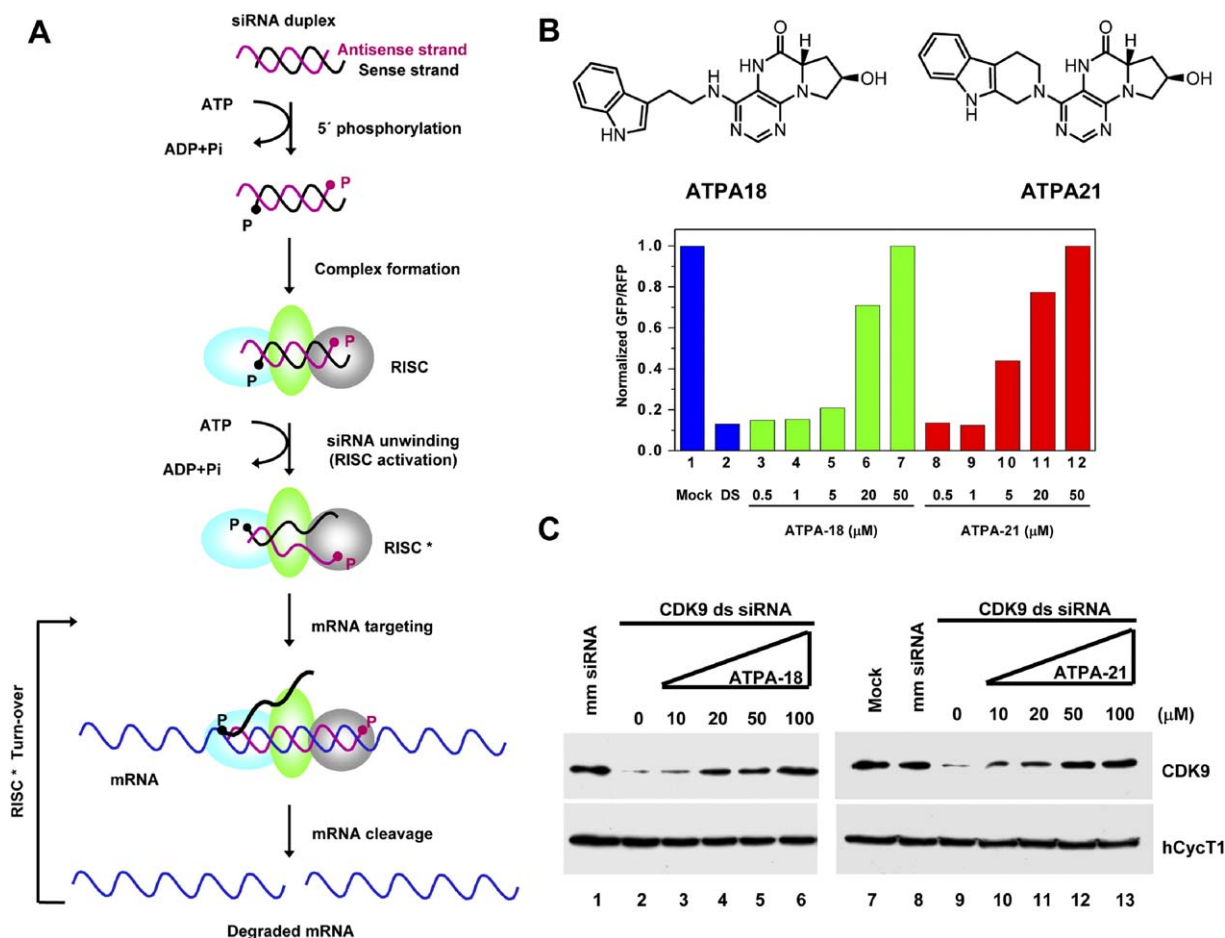 A
siRNA duplex
Antisense strand
Sense strand
ATP
5´ phosphorylation
ADP+Pi
P
P
Complex formation
P
P
RISC
ATP
siRNA unwinding
(RISC activation)
ADP+Pi
P
RISC *
P
mRNA targeting
RISC * Turn-over
P
P
mRNA
mRNA cleavage
Degraded mRNA
B
O
H
HN
H
N
N
OH
N
N
HN
O
H
HN
N
N
OH
N
N
N
H
ATPA18
ATPA21
Normalized GFP/RFP
1.0
0.8
0.6
0.4
0.2
0.0
1 2 3 4 5 6 7 8 9 10 11 12
Mock DS 0.5 1 5 20 50 0.5 1 5 20 50
ATPA-18 (μM) ATPA-21 (μM)
C
mm siRNA
CDK9 ds siRNA
ATPA-18
0 10 20 50 100
Mock
mm siRNA
CDK9 ds siRNA
ATPA-21
0 10 20 50 100 (μM)
CDK9
hCycT1
1 2 3 4 5 6 7 8 9 10 11 12 13